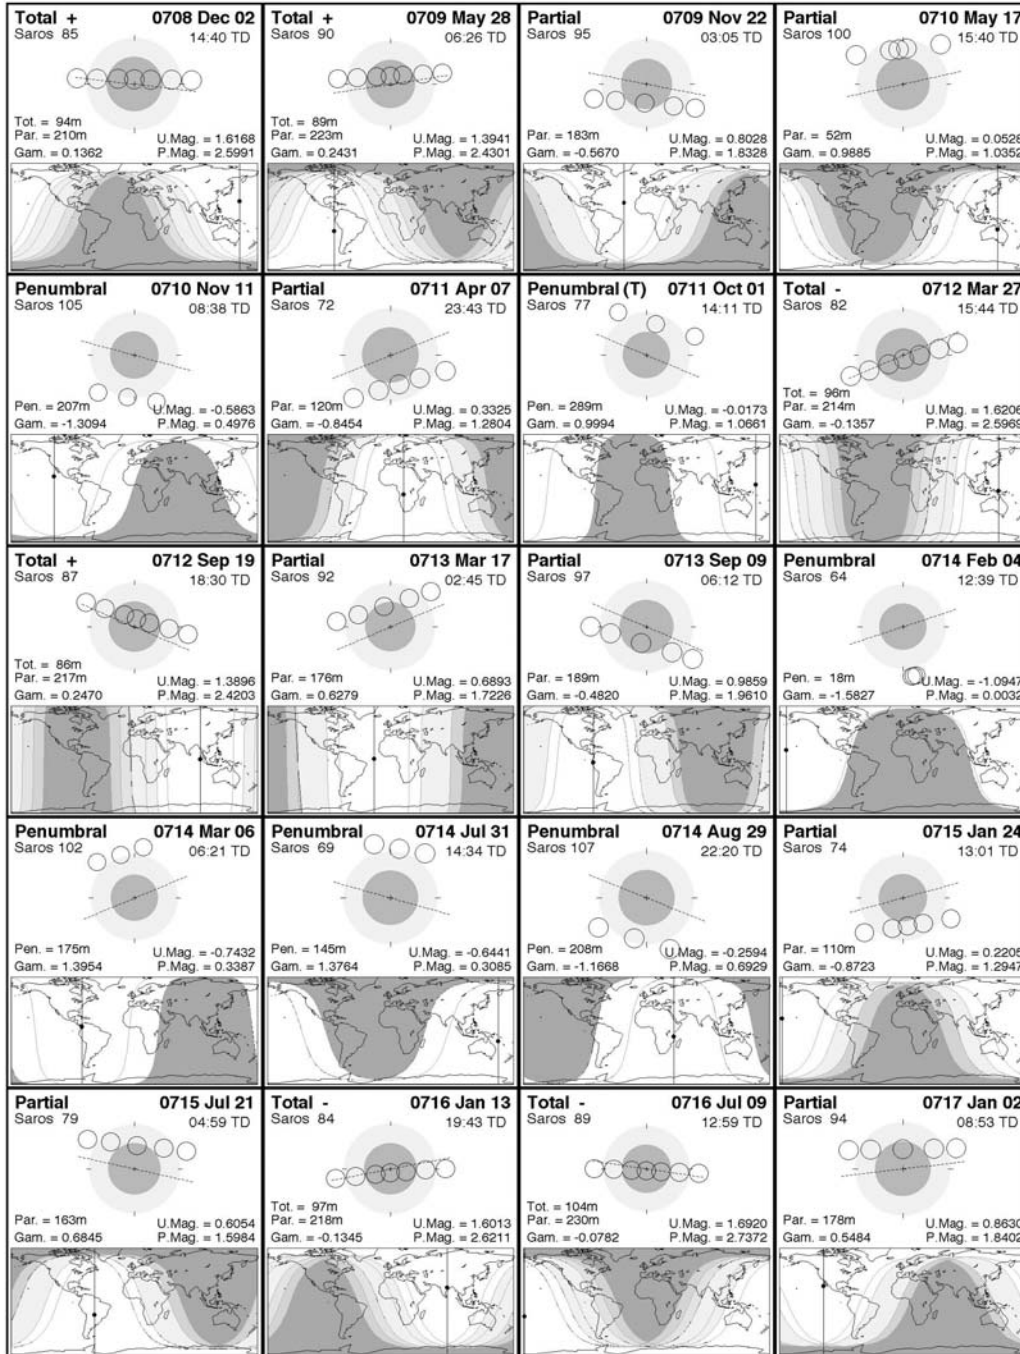 Total + 0708 Dec 02
Saros 85 14:40 TD
Tot. = 94m
Par. = 210m U.Mag. = 1.6168
Gam. = 0.1362 P.Mag. = 2.5991
Total + 0709 May 28
Saros 90 06:26 TD
Tot. = 89m
Par. = 223m U.Mag. = 1.3941
Gam. = 0.2431 P.Mag. = 2.4301
Partial 0709 Nov 22
Saros 95 03:05 TD
Par. = 183m U.Mag. = 0.8028
Gam. = -0.5670 P.Mag. = 1.8328
Partial 0710 May 17
Saros 100 15:40 TD
Par. = 52m U.Mag. = 0.0528
Gam. = 0.9885 P.Mag. = 1.0352
Penumbral 0710 Nov 11
Saros 105 08:38 TD
Pen. = 207m U.Mag. = -0.5863
Gam. = -1.3094 P.Mag. = 0.4976
Partial 0711 Apr 07
Saros 72 23:43 TD
Par. = 120m U.Mag. = 0.3325
Gam. = -0.8454 P.Mag. = 1.2804
Penumbral (T) 0711 Oct 01
Saros 77 14:11 TD
Pen. = 289m U.Mag. = -0.0173
Gam. = 0.9994 P.Mag. = 1.0661
Total - 0712 Mar 27
Saros 82 15:44 TD
Tot. = 96m
Par. = 214m U.Mag. = 1.6206
Gam. = -0.1357 P.Mag. = 2.5969
Total + 0712 Sep 19
Saros 87 18:30 TD
Tot. = 86m
Par. = 217m U.Mag. = 1.3896
Gam. = 0.2470 P.Mag. = 2.4203
Partial 0713 Mar 17
Saros 92 02:45 TD
Par. = 176m U.Mag. = 0.6893
Gam. = 0.6279 P.Mag. = 1.7226
Partial 0713 Sep 09
Saros 97 06:12 TD
Par. = 189m U.Mag. = 0.9859
Gam. = -0.4820 P.Mag. = 1.9610
Penumbral 0714 Feb 04
Saros 64 12:39 TD
Pen. = 18m U.Mag. = -1.0947
Gam. = -1.5827 P.Mag. = 0.0032
Penumbral 0714 Mar 06
Saros 102 06:21 TD
Pen. = 175m U.Mag. = -0.7432
Gam. = 1.3954 P.Mag. = 0.3387
Penumbral 0714 Jul 31
Saros 69 14:34 TD
Pen. = 145m U.Mag. = -0.6441
Gam. = 1.3764 P.Mag. = 0.3085
Penumbral 0714 Aug 29
Saros 107 22:20 TD
Pen. = 208m U.Mag. = -0.2594
Gam. = -1.1668 P.Mag. = 0.6929
Partial 0715 Jan 24
Saros 74 13:01 TD
Par. = 110m U.Mag. = 0.2205
Gam. = -0.8723 P.Mag. = 1.2947
Partial 0715 Jul 21
Saros 79 04:59 TD
Par. = 163m U.Mag. = 0.6054
Gam. = 0.6845 P.Mag. = 1.5984
Total - 0716 Jan 13
Saros 84 19:43 TD
Tot. = 97m
Par. = 218m U.Mag. = 1.6013
Gam. = -0.1345 P.Mag. = 2.6211
Total - 0716 Jul 09
Saros 89 12:59 TD
Tot. = 104m
Par. = 230m U.Mag. = 1.6920
Gam. = -0.0782 P.Mag. = 2.7372
Partial 0717 Jan 02
Saros 94 08:53 TD
Par. = 178m U.Mag. = 0.8630
Gam. = 0.5484 P.Mag. = 1.8402